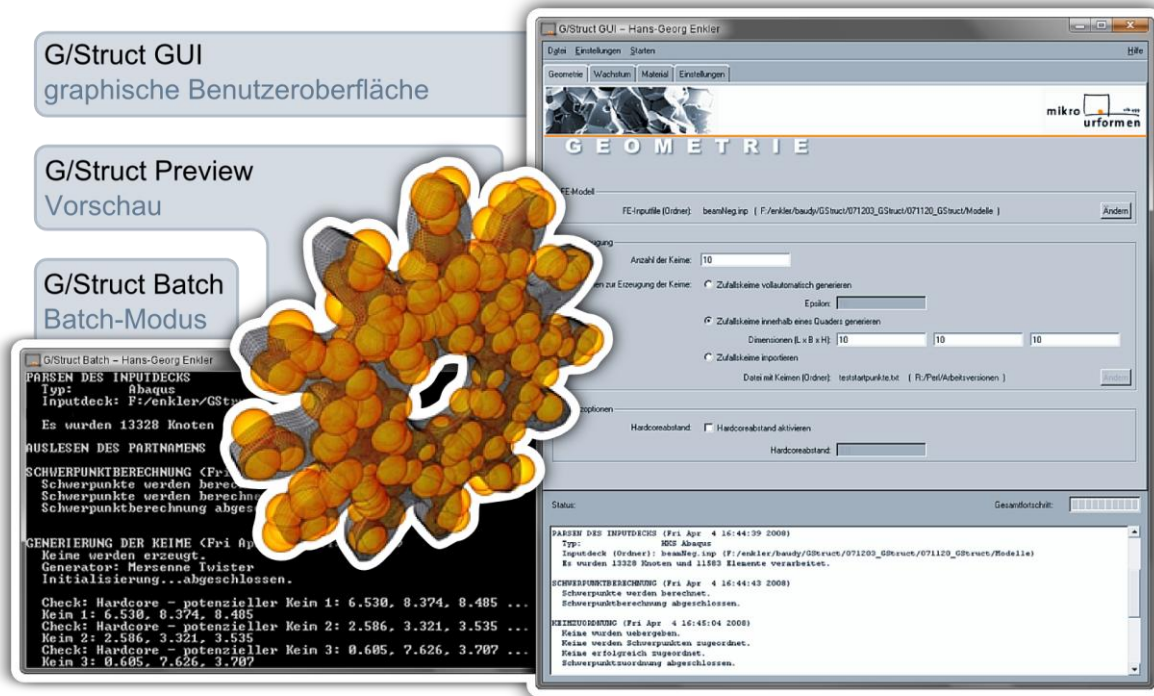 G/Struct GUI
graphische Benutzeroberfläche
G/Struct Preview
Vorschau
G/Struct Batch
Batch-Modus
G/Struct Batch – Hans-Georg Enkler
PARSEN DES INPUTDECKS
Typ: Abaqus
Inputdeck: F:/enkler/GStru
Es wurden 13328 Knoten
AUSLESEN DES PARTNAMENS
SCHWERPUNKTBERECHNUNG (Fri
Schwerpunkte werden berec
Schwerpunkte werden berechne
Schwerpunktberechnung abges
GENERIERUNG DER KEIME (Fri Ap
Keime werden erzeugt.
Generator: Mersenne Twister
Initialisierung...abgeschlossen.
Check: Hardcore - potenzieller Keim 1: 6.530, 8.374, 8.485 ...
Keim 1: 6.530, 8.374, 8.485
Check: Hardcore - potenzieller Keim 2: 2.586, 3.321, 3.535 ...
Keim 2: 2.586, 3.321, 3.535
Check: Hardcore - potenzieller Keim 3: 0.605, 7.626, 3.707 ...
Keim 3: 0.605, 7.626, 3.707
G/Struct GUI – Hans-Georg Enkler
Datei Einstellungen Starten Hilfe
Geometrie Wachstum Material Einstellungen
mikro
urformen
GEOMETRIE
FE-Modell
FE-Inputfile (Ordner): beamNeg.inp ( F:/enkler/baudy/GStruct/071203_GStruct/071120_GStruct/Modelle ) Ändern
ugung
Anzahl der Keime: 10
en zur Erzeugung der Keime: Zufallskeime vollautomatisch generieren
Epsilon:
Zufallskeime innerhalb eines Quaders generieren
Dimensionen (L x B x H): 10 10 10
Zufallskeime inportieren
Datei mit Keimen (Ordner): teststartpunkte.txt ( R:/Perl/Arbeitsversionen ) Ändern
zoptionen
Hardcoreabstand: Hardcoreabstand aktivieren
Hardcoreabstand:
Status: Gesamtfortschritt:
PARSEN DES INPUTDECKS (Fri Apr 4 16:44:39 2008)
Typ: HKS Abaqus
Inputdeck (Ordner): beamNeg.inp (F:/enkler/baudy/GStruct/071203_GStruct/071120_GStruct/Modelle)
Es wurden 13328 Knoten und 11583 Elemente verarbeitet.
SCHWERPUNKTBERECHNUNG (Fri Apr 4 16:44:43 2008)
Schwerpunkte werden berechnet.
Schwerpunktberechnung abgeschlossen.
KEIMZUORDNUNG (Fri Apr 4 16:45:04 2008)
Keime wurden uebergeben.
Keime werden Schwerpunkten zugeordnet.
Keime erfolgreich zugeordnet.
Schwerpunktszuordnung abgeschlossen.